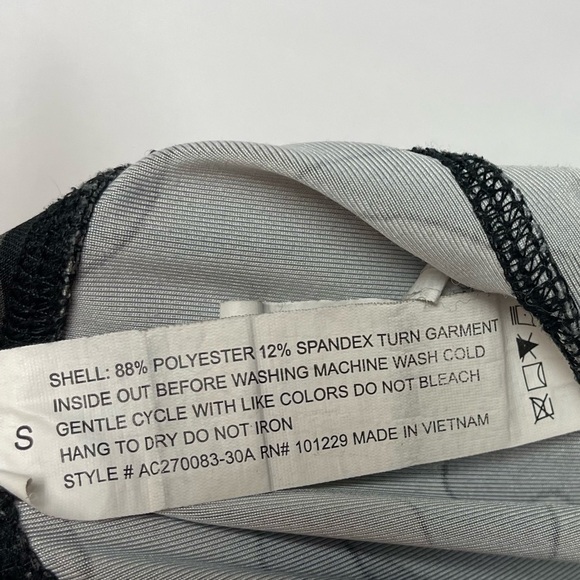 SHELL: 88% POLYESTER 12% SPANDEX TURN GARMENT
INSIDE OUT BEFORE WASHING MACHINE WASH COLD
GENTLE CYCLE WITH LIKE COLORS DO NOT BLEACH
HANG TO DRY DO NOT IRON
STYLE # AC270083-30A RN# 101229 MADE IN VIETNAM
S